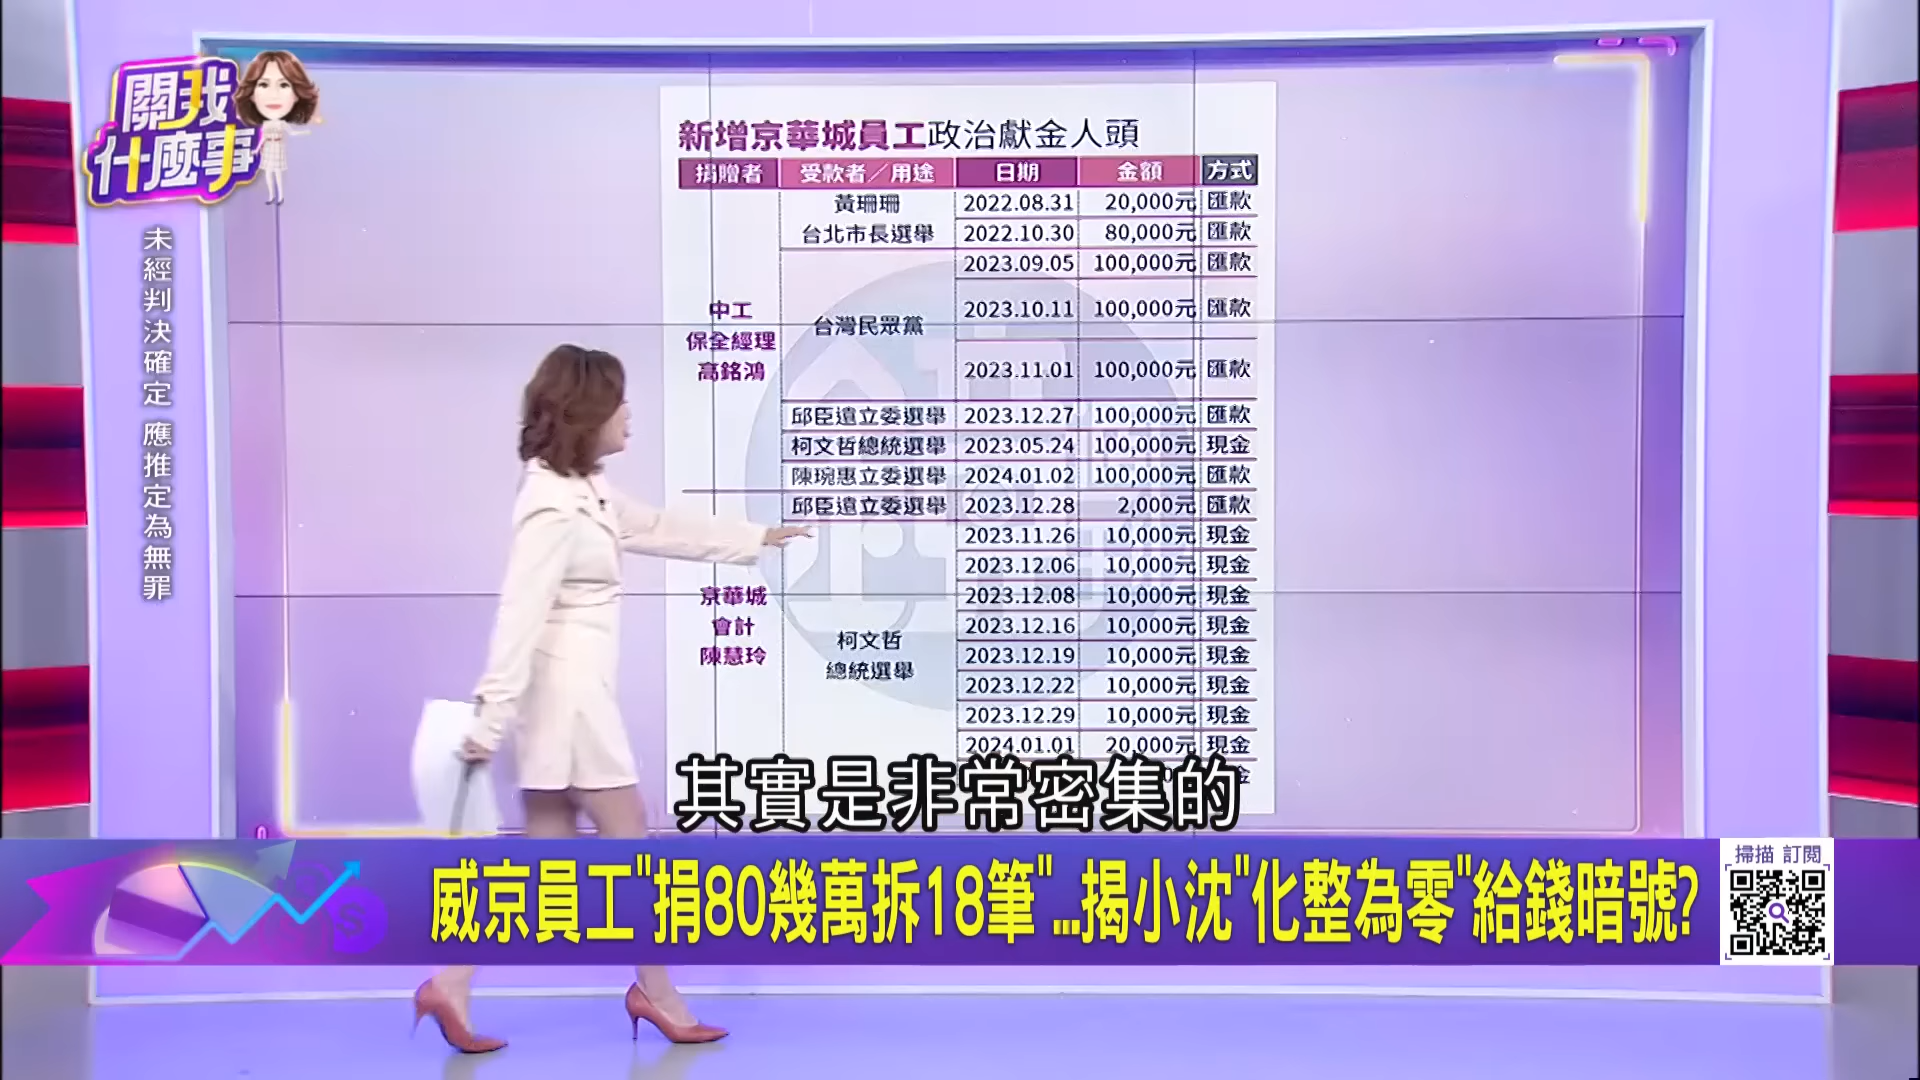 關我
什麼事
未經判決確定 應推定為無罪
新增京華城員工政治獻金人頭
捐贈者 受款者／用途 日期 金額 方式
中工
保全經理
高銘鴻
黃珊珊
台北市長選舉
2022.08.31 20,000元 匯款
2022.10.30 80,000元 匯款
台灣民眾黨
2023.09.05 100,000元 匯款
2023.10.11 100,000元 匯款
2023.11.01 100,000元 匯款
邱臣遠立委選舉 2023.12.27 100,000元 匯款
柯文哲總統選舉 2023.05.24 100,000元 現金
陳琬惠立委選舉 2024.01.02 100,000元 匯款
京華城
會計
陳慧玲
邱臣遠立委選舉 2023.12.28 2,000元 匯款
柯文哲
總統選舉
2023.11.26 10,000元 現金
2023.12.06 10,000元 現金
2023.12.08 10,000元 現金
2023.12.16 10,000元 現金
2023.12.19 10,000元 現金
2023.12.22 10,000元 現金
2023.12.29 10,000元 現金
2024.01.01 20,000元 現金
其實是非常密集的
威京員工"捐80幾萬拆18筆"...揭小沈"化整為零"給錢暗號?
掃描 訂閱